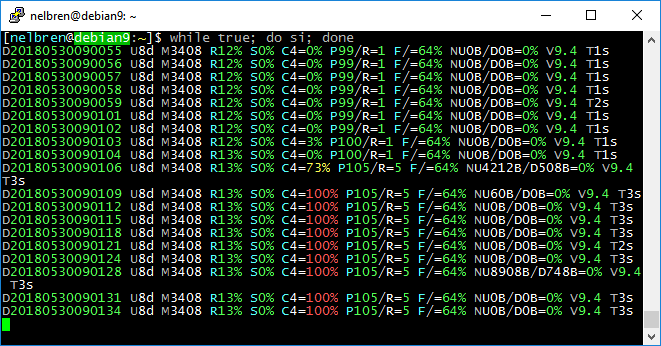 nelbren@debian9: ~
[nelbren@debian9:~]$ while true; do si; done
D20180530090055 U8d M3408 R12% S0% C4=0% P99/R=1 F/=64% NU0B/D0B=0% V9.4 T1s
D20180530090056 U8d M3408 R12% S0% C4=0% P99/R=1 F/=64% NU0B/D0B=0% V9.4 T1s
D20180530090057 U8d M3408 R12% S0% C4=0% P99/R=1 F/=64% NU0B/D0B=0% V9.4 T1s
D20180530090058 U8d M3408 R12% S0% C4=0% P99/R=1 F/=64% NU0B/D0B=0% V9.4 T1s
D20180530090059 U8d M3408 R12% S0% C4=0% P99/R=1 F/=64% NU0B/D0B=0% V9.4 T2s
D20180530090101 U8d M3408 R12% S0% C4=0% P99/R=1 F/=64% NU0B/D0B=0% V9.4 T1s
D20180530090102 U8d M3408 R12% S0% C4=0% P99/R=1 F/=64% NU0B/D0B=0% V9.4 T1s
D20180530090103 U8d M3408 R12% S0% C4=3% P100/R=1 F/=64% NU0B/D0B=0% V9.4 T1s
D20180530090104 U8d M3408 R13% S0% C4=0% P100/R=1 F/=64% NU0B/D0B=0% V9.4 T1s
D20180530090106 U8d M3408 R13% S0% C4=73% P105/R=5 F/=64% NU4212B/D508B=0% V9.4
T3s
D20180530090109 U8d M3408 R13% S0% C4=100% P105/R=5 F/=64% NU60B/D0B=0% V9.4 T3s
D20180530090112 U8d M3408 R13% S0% C4=100% P105/R=5 F/=64% NU0B/D0B=0% V9.4 T3s
D20180530090115 U8d M3408 R13% S0% C4=100% P105/R=5 F/=64% NU0B/D0B=0% V9.4 T3s
D20180530090118 U8d M3408 R13% S0% C4=100% P105/R=5 F/=64% NU0B/D0B=0% V9.4 T3s
D20180530090121 U8d M3408 R13% S0% C4=100% P105/R=5 F/=64% NU0B/D0B=0% V9.4 T2s
D20180530090124 U8d M3408 R13% S0% C4=100% P105/R=5 F/=64% NU0B/D0B=0% V9.4 T3s
D20180530090128 U8d M3408 R13% S0% C4=100% P105/R=5 F/=64% NU8908B/D748B=0% V9.4
 T3s
D20180530090131 U8d M3408 R13% S0% C4=100% P105/R=5 F/=64% NU0B/D0B=0% V9.4 T3s
D20180530090134 U8d M3408 R13% S0% C4=100% P105/R=5 F/=64% NU0B/D0B=0% V9.4 T3s